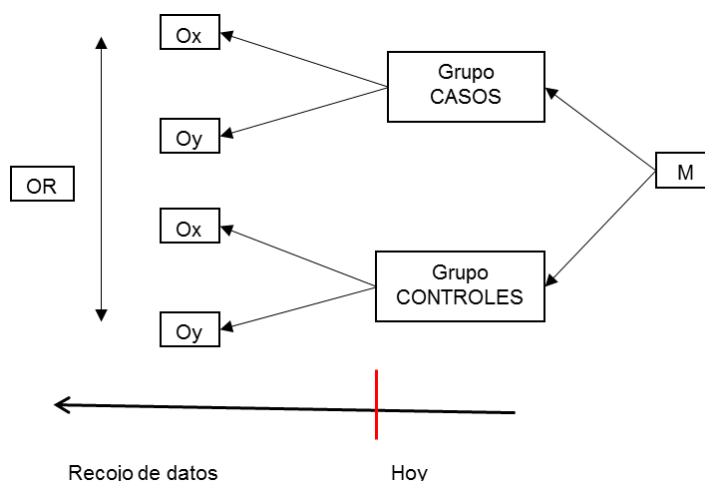 Ox
Grupo
CASOS
Oy
M
OR
Ox
Grupo
CONTROLES
Oy
Recojo de datos
Hoy